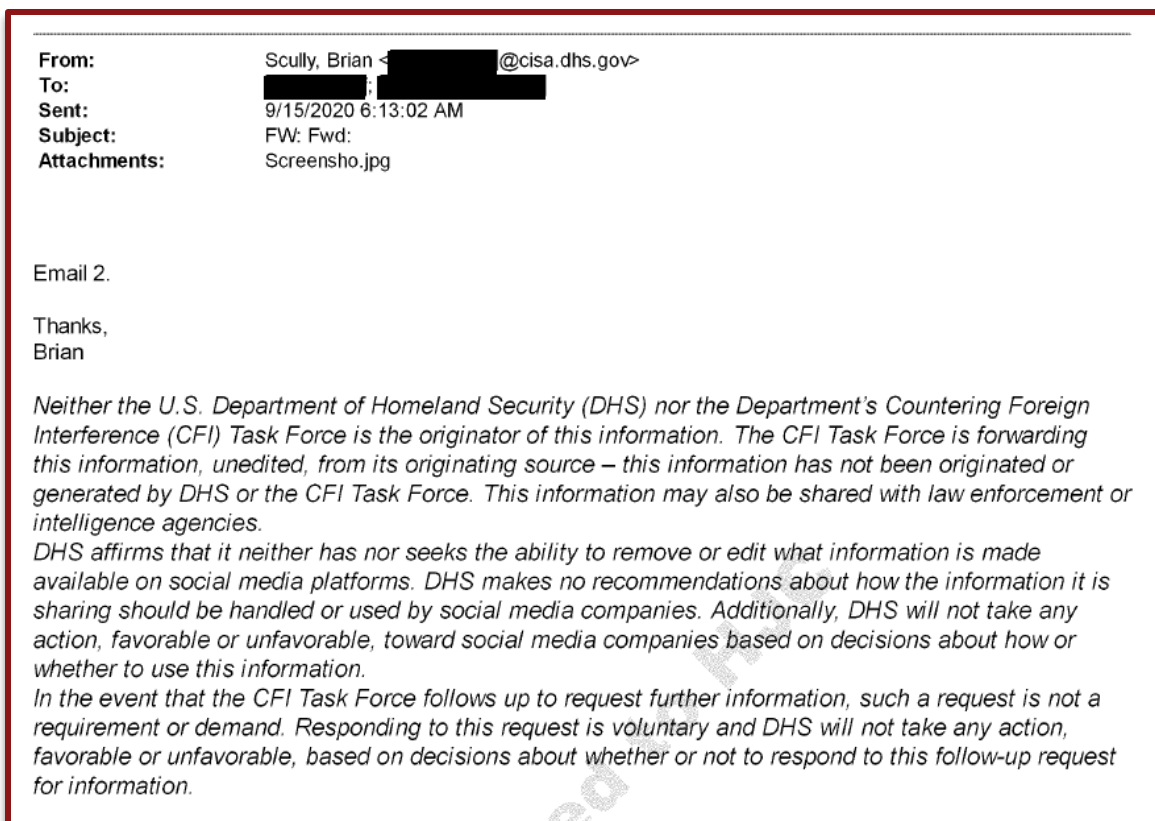 From: Scully, Brian < @cisa.dhs.gov>
To: ;
Sent: 9/15/2020 6:13:02 AM
Subject: FW: Fwd:
Attachments: Screensho.jpg
Email 2.
Thanks,
Brian
Neither the U.S. Department of Homeland Security (DHS) nor the Department's Countering Foreign
Interference (CFI) Task Force is the originator of this information. The CFI Task Force is forwarding
this information, unedited, from its originating source – this information has not been originated or
generated by DHS or the CFI Task Force. This information may also be shared with law enforcement or
intelligence agencies.
DHS affirms that it neither has nor seeks the ability to remove or edit what information is made
available on social media platforms. DHS makes no recommendations about how the information it is
sharing should be handled or used by social media companies. Additionally, DHS will not take any
action, favorable or unfavorable, toward social media companies based on decisions about how or
whether to use this information.
In the event that the CFI Task Force follows up to request further information, such a request is not a
requirement or demand. Responding to this request is voluntary and DHS will not take any action,
favorable or unfavorable, based on decisions about whether or not to respond to this follow-up request
for information.
ed to HJC